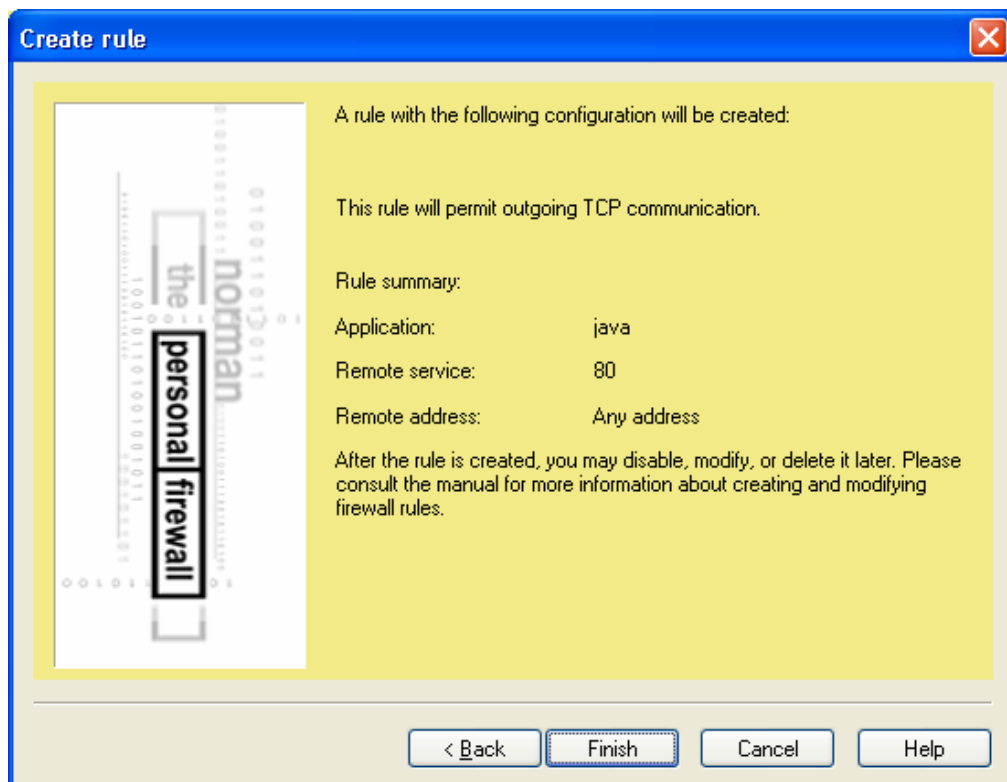 Create rule
A rule with the following configuration will be created:
This rule will permit outgoing TCP communication.
Rule summary:
Application: java
Remote service: 80
Remote address: Any address
After the rule is created, you may disable, modify, or delete it later. Please
consult the manual for more information about creating and modifying
firewall rules.
the
norman
personal firewall
< Back
Finish
Cancel
Help